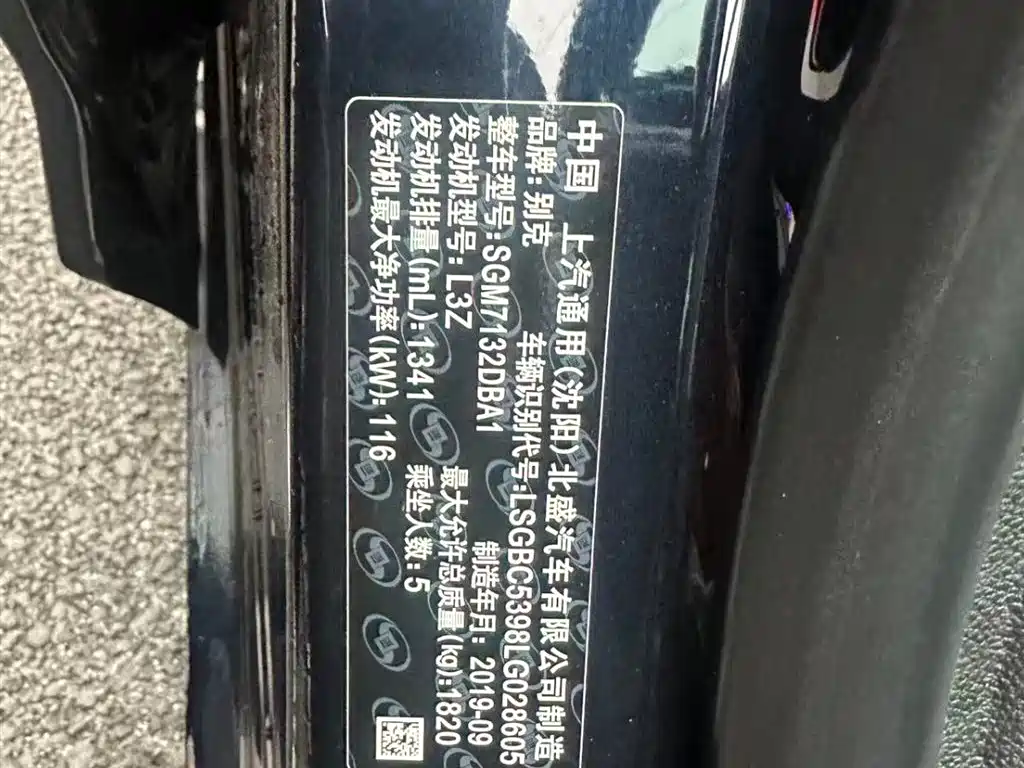 中国 上汽通用(沈阳)北盛汽车有限公司制造
品牌:别克 车辆识别代号:LSGBC5398LG028605
整车型号:SGM7132DBA1 制造年月:2019-09
发动机型号:L3Z 最大允许总质量(kg):1820
发动机排量(mL):1341 乘坐人数:5
发动机最大净功率(kW):116